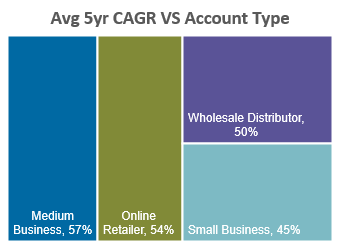 Avg 5yr CAGR VS Account Type
Medium
Business, 57%
Online
Retailer, 54%
Wholesale Distributor,
50%
Small Business, 45%